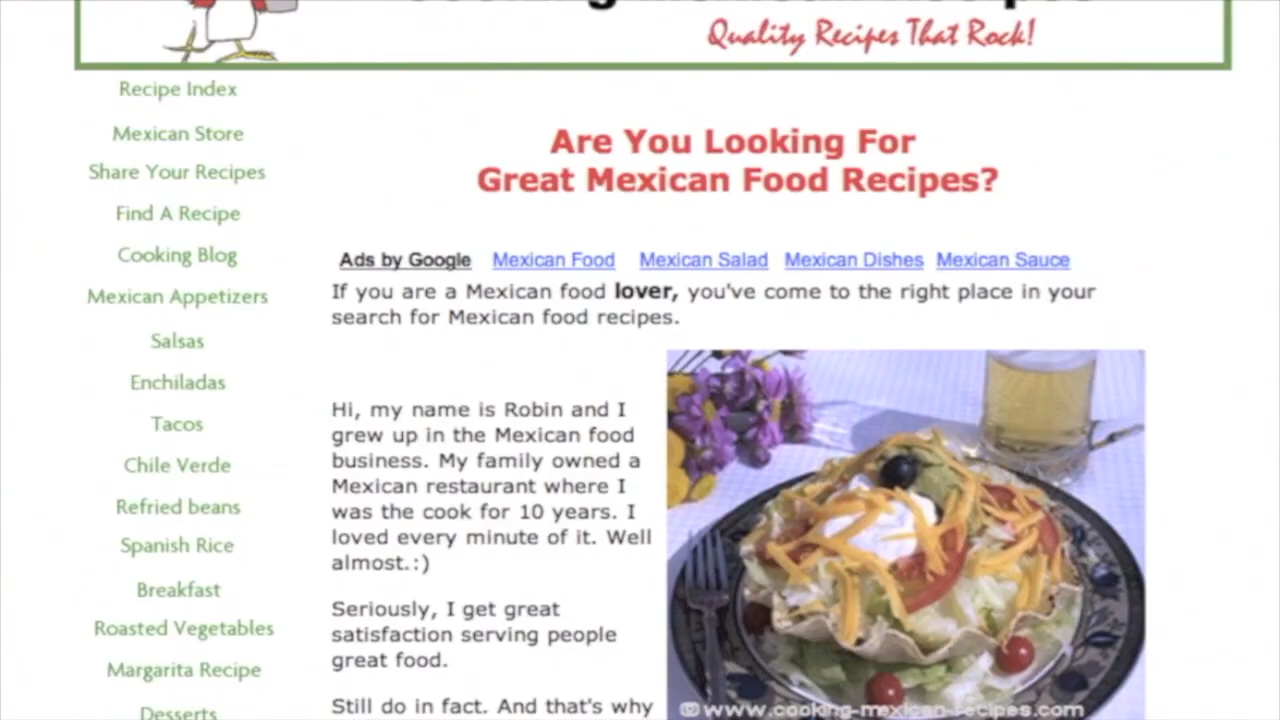 Quality Recipes That Rock!
Recipe Index
Mexican Store
Share Your Recipes
Find A Recipe
Cooking Blog
Mexican Appetizers
Salsas
Enchiladas
Tacos
Chile Verde
Refried beans
Spanish Rice
Breakfast
Roasted Vegetables
Margarita Recipe
Desserts
Are You Looking For
Great Mexican Food Recipes?
Ads by Google Mexican Food Mexican Salad Mexican Dishes Mexican Sauce
If you are a Mexican food lover, you've come to the right place in your
search for Mexican food recipes.
Hi, my name is Robin and I
grew up in the Mexican food
business. My family owned a
Mexican restaurant where I
was the cook for 10 years. I
loved every minute of it. Well
almost.:)
Seriously, I get great
satisfaction serving people
great food.
Still do in fact. And that's why
©www.cooking-mexican-recipes.com